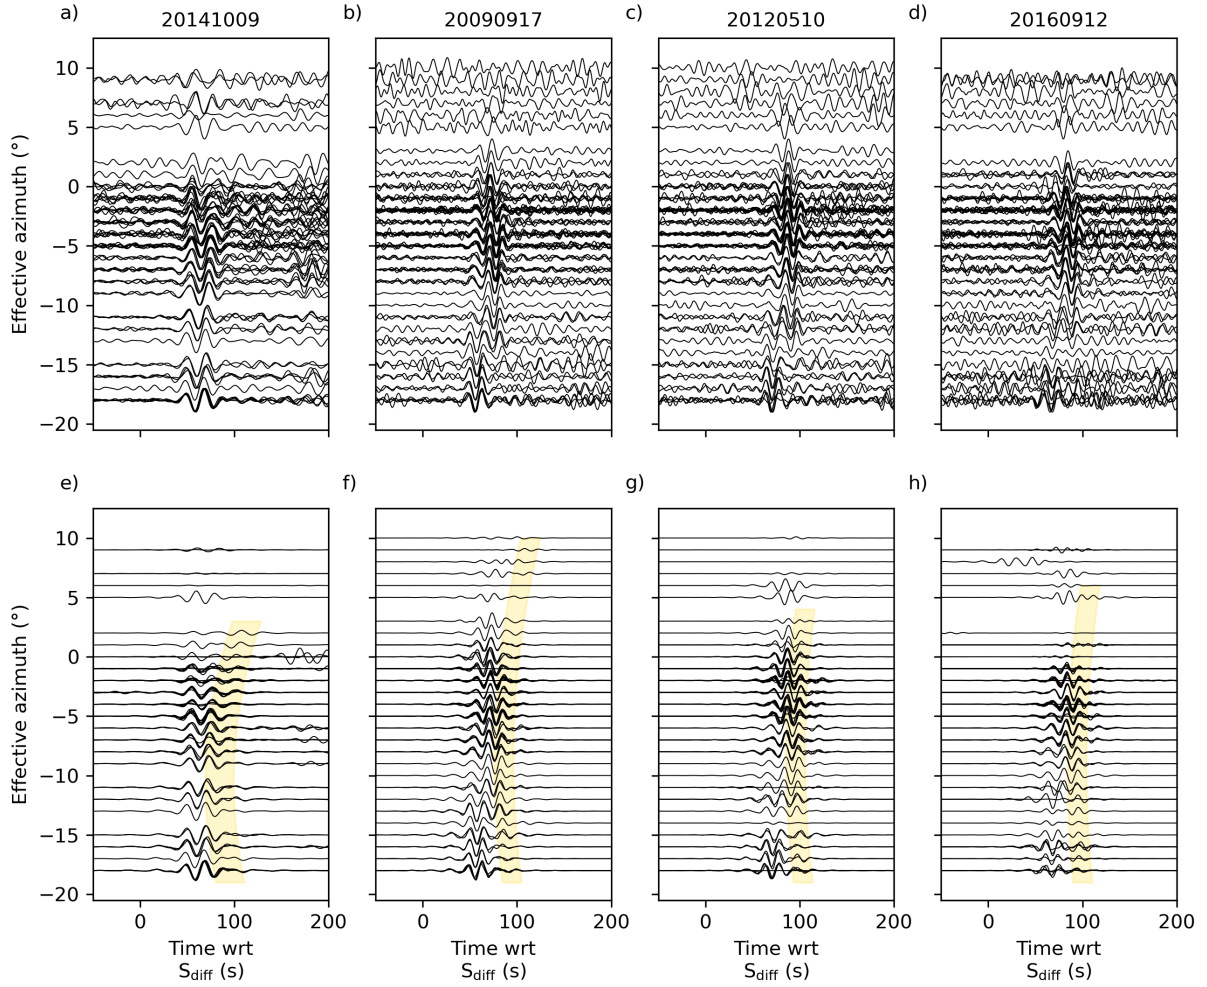 a) 20141009 b) 20090917 c) 20120510 d) 20160912
10
5
0
−5
−10
−15
−20
Effective azimuth (°)
e) f) g) h)
10
5
0
−5
−10
−15
−20
Effective azimuth (°)
0 100 200 0 100 200 0 100 200 0 100 200
Time wrt Time wrt Time wrt Time wrt
Sdiff (s) Sdiff (s) Sdiff (s) Sdiff (s)